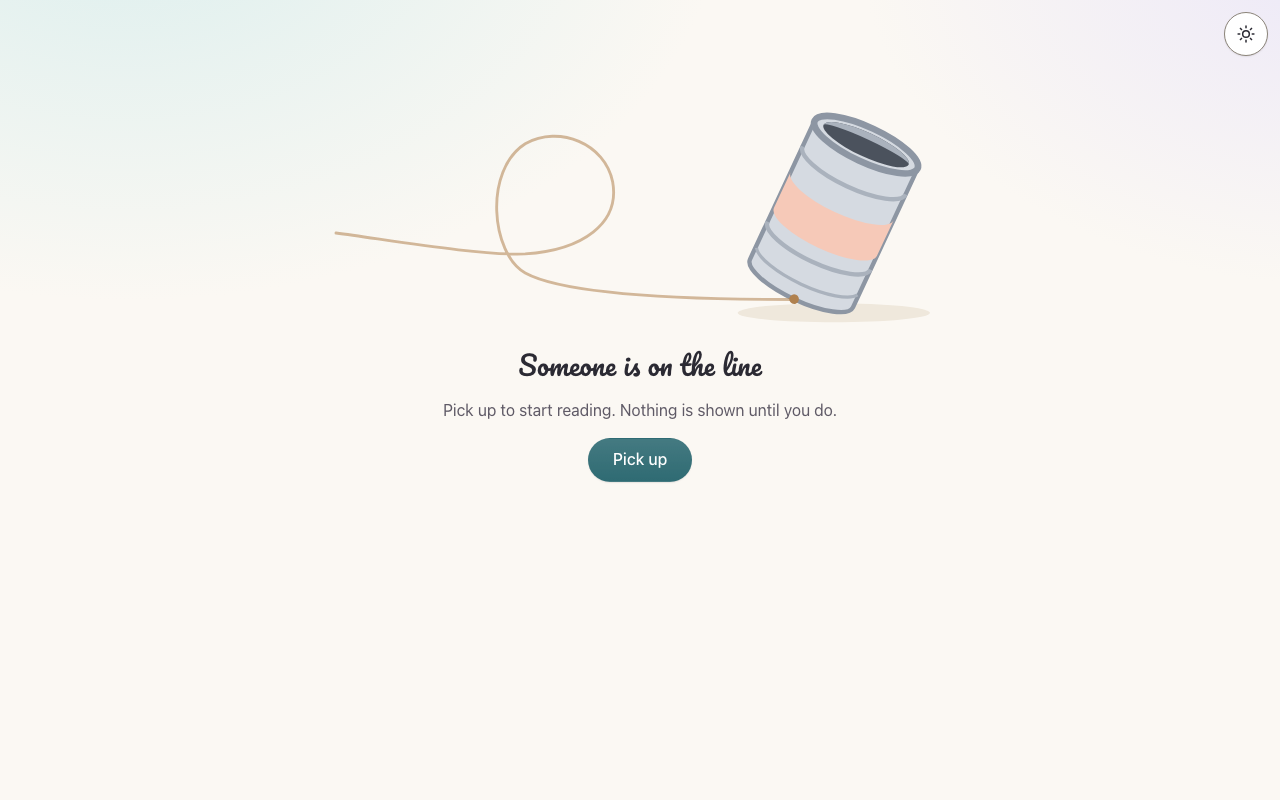 Someone is on the line
Pick up to start reading. Nothing is shown until you do.
Pick up